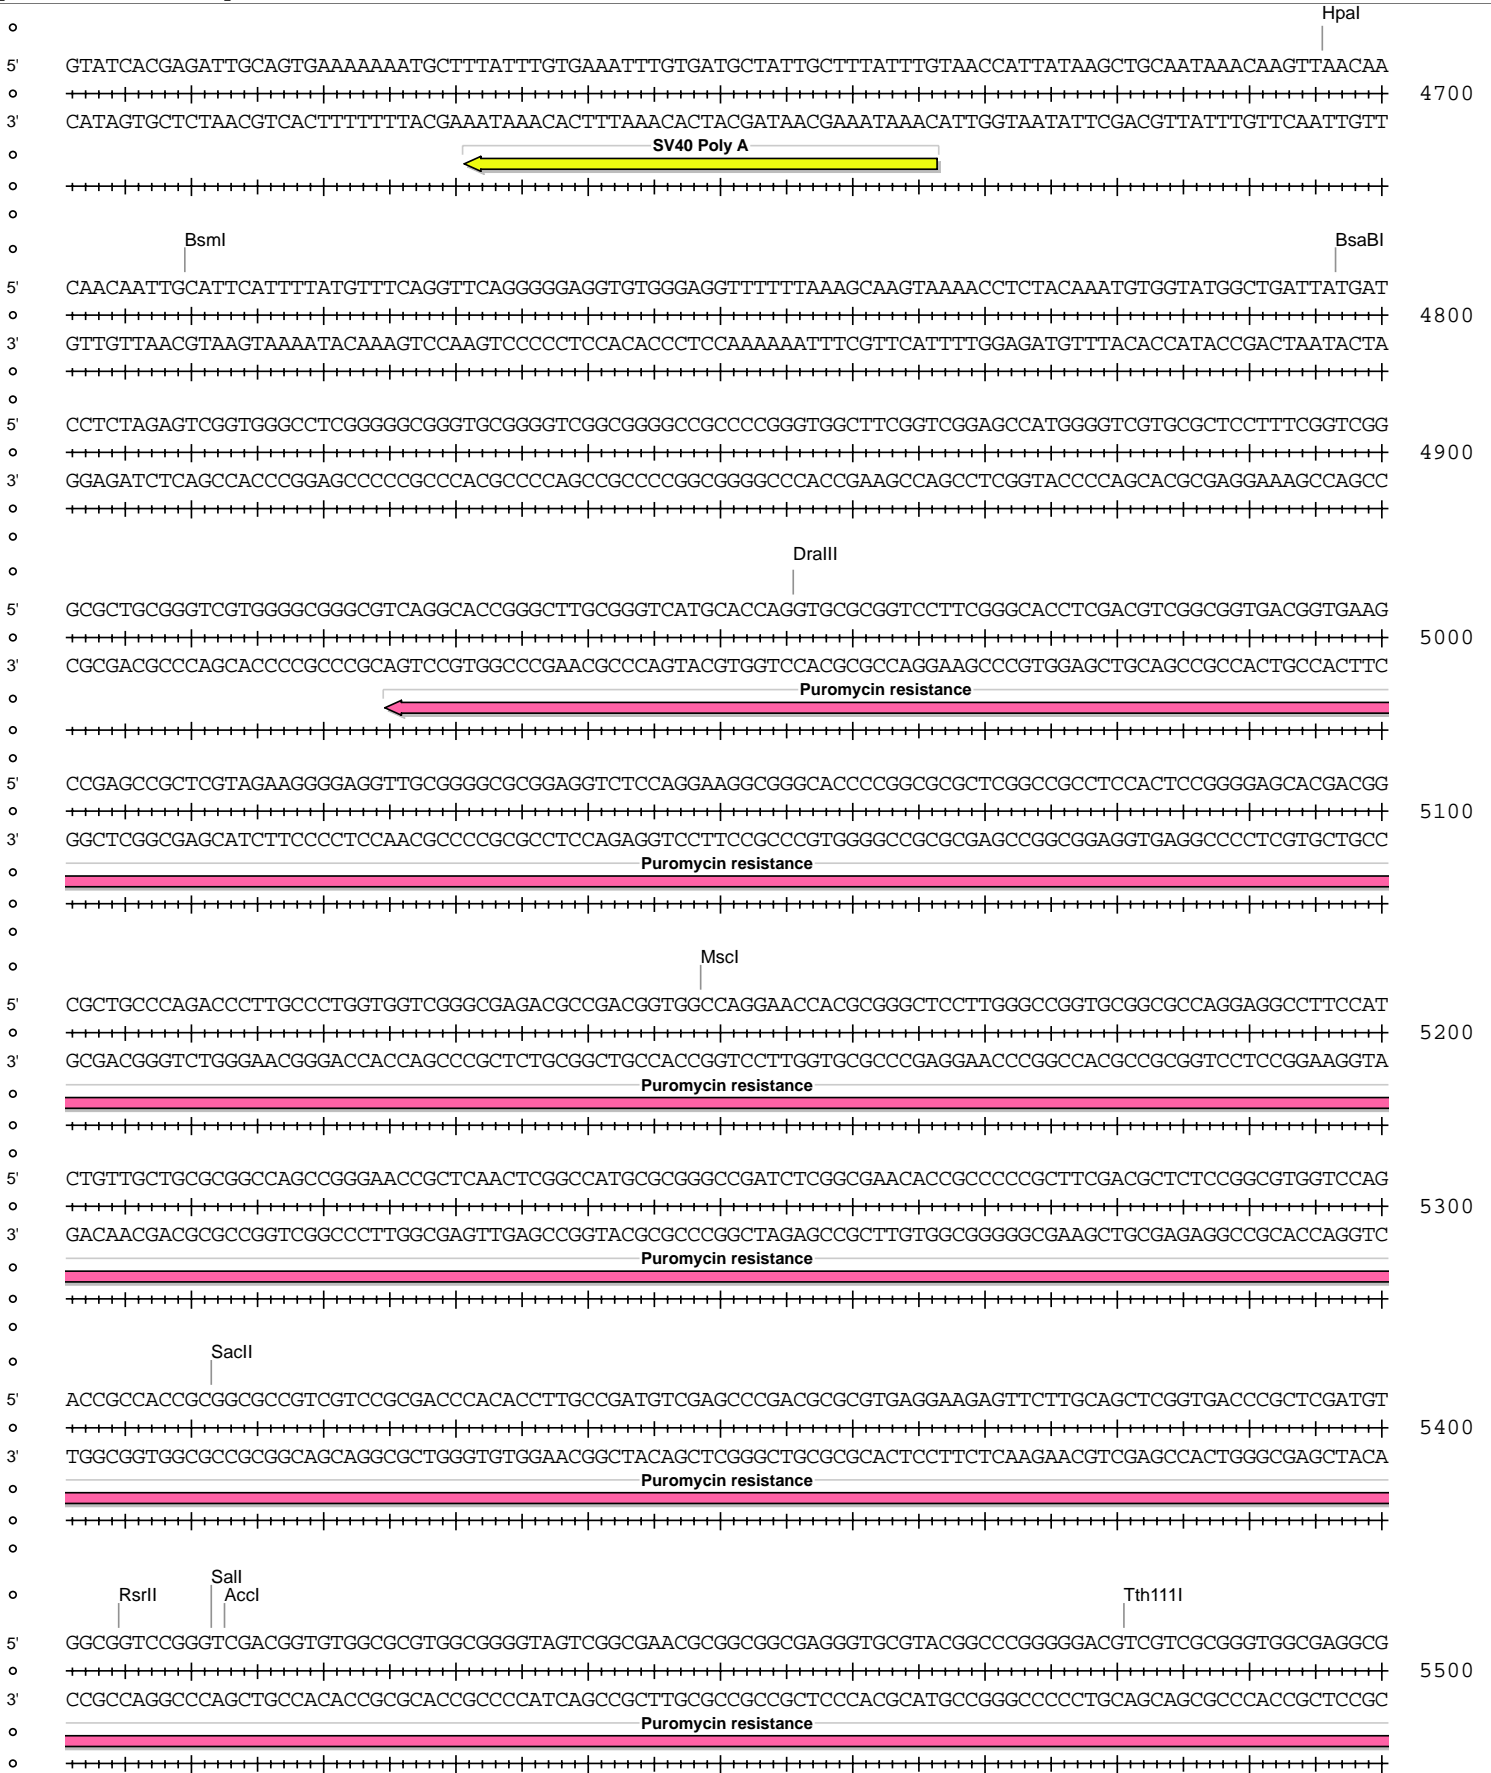 HpaI
5' GTATCACGAGATTGCAGTGAAAAAAAATGCTTTATTTGTGAAATTTGTGATGCTATTGCTTTATTTGTAACCATTATAAGCTGCAATAAACAAGTTAACAA
4700
3' CATAGTGCTCTAACGTCACTTTTTTTTACGAAATAAACACTTTAAACACTACGATAACGAAATAAACATTGGTAATATTCGACGTTATTTGTTCAATTGTT
SV40 Poly A
BsmI BsaBI
5' CAACAATTGCATTCATTTTATGTTTCAGGTTCAGGGGGAGGTGTGGGAGGTTTTTTAAAGCAAGTAAAACCTCTACAAATGTGGTATGGCTGATTATGAT
4800
3' GTTGTTAACGTAAGTAAAATACAAAGTCCAAGTCCCCCTCCACACCCTCCAAAAAATTTCGTTCATTTTGGAGATGTTTACACCATACCGACTAATACTA
5' CCTCTAGAGTCGGTGGGCCTCGGGGGCGGGTGCGGGGTCGGCGGGGCCGCCCCGGGTGGCTTCGGTCGGAGCCATGGGGTCGTGCGCTCCTTTCGGTCGG
4900
3' GGAGATCTCAGCCACCCGGAGCCCCCGCCCACGCCCCAGCCGCCCCGGCGGGGCCCACCGAAGCCAGCCTCGGTACCCCAGCACGCGAGGAAAGCCAGCC
DraIII
5' GCGCTGCGGGTCGTGGGGCGGGCGTCAGGCACCGGGCTTGCGGGTCATGCACCAGGTGCGCGGTCCTTCGGGCACCTCGACGTCGGCGGTGACGGTGAAG
5000
3' CGCGACGCCCAGCACCCCGCCCGCAGTCCGTGGCCCGAACGCCCAGTACGTGGTCCACGCGCCAGGAAGCCCGTGGAGCTGCAGCCGCCACTGCCACTTC
Puromycin resistance
5' CCGAGCCGCTCGTAGAAGGGGAGGTTGCGGGGCGCGGAGGTCTCCAGGAAGGCGGGCACCCCGGCGCGCTCGGCCGCCTCCACTCCGGGGAGCACGACGG
5100
3' GGCTCGGCGAGCATCTTCCCCTCCAACGCCCCGCGCCTCCAGAGGTCCTTCCGCCCGTGGGGCCGCGCGAGCCGGCGGAGGTGAGGCCCCTCGTGCTGCC
Puromycin resistance
MscI
5' CGCTGCCCAGACCCTTGCCCTGGTGGTCGGGCGAGACGCCGACGGTGGCCAGGAACCACGCGGGCTCCTTGGGCCGGTGCGGCGCCAGGAGGCCTTCCAT
5200
3' GCGACGGGTCTGGGAACGGGACCACCAGCCCGCTCTGCGGCTGCCACCGGTCCTTGGTGCGCCCGAGGAACCCGGCCACGCCGCGGTCCTCCGGAAGGTA
Puromycin resistance
5' CTGTTGCTGCGCGGCCAGCCGGGAACCGCTCAACTCGGCCATGCGCGGGCCGATCTCGGCGAACACCGCCCCCGCTTCGACGCTCTCCGGCGTGGTCCAG
5300
3' GACAACGACGCGCCGGTCGGCCCTTGGCGAGTTGAGCCGGTACGCGCCCGGCTAGAGCCGCTTGTGGCGGGGGCGAAGCTGCGAGAGGCCGCACCAGGTC
Puromycin resistance
SacII
5' ACCGCCACCGCGGCGCCGTCGTCCGCGACCCACACCTTGCCGATGTCGAGCCCGACGCGCGTGAGGAAGAGTTCTTGCAGCTCGGTGACCCGCTCGATGT
5400
3' TGGCGGTGGCGCCGCGGCAGCAGGCGCTGGGTGTGGAACGGCTACAGCTCGGGCTGCGCGCACTCCTTCTCAAGAACGTCGAGCCACTGGGCGAGCTACA
Puromycin resistance
SalI
RsrII AccI Tth111I
5' GGCGGTCCGGGTCGACGGTGTGGCGCGTGGCGGGGTAGTCGGCGAACGCGGCGGCGAGGGTGCGTACGGCCCGGGGGACGTCGTCGCGGGTGGCGAGGCG
5500
3' CCGCCAGGCCCAGCTGCCACACCGCGCACCGCCCCATCAGCCGCTTGCGCCGCCGCTCCCACGCATGCCGGGCCCCCTGCAGCAGCGCCCACCGCTCCGC
Puromycin resistance